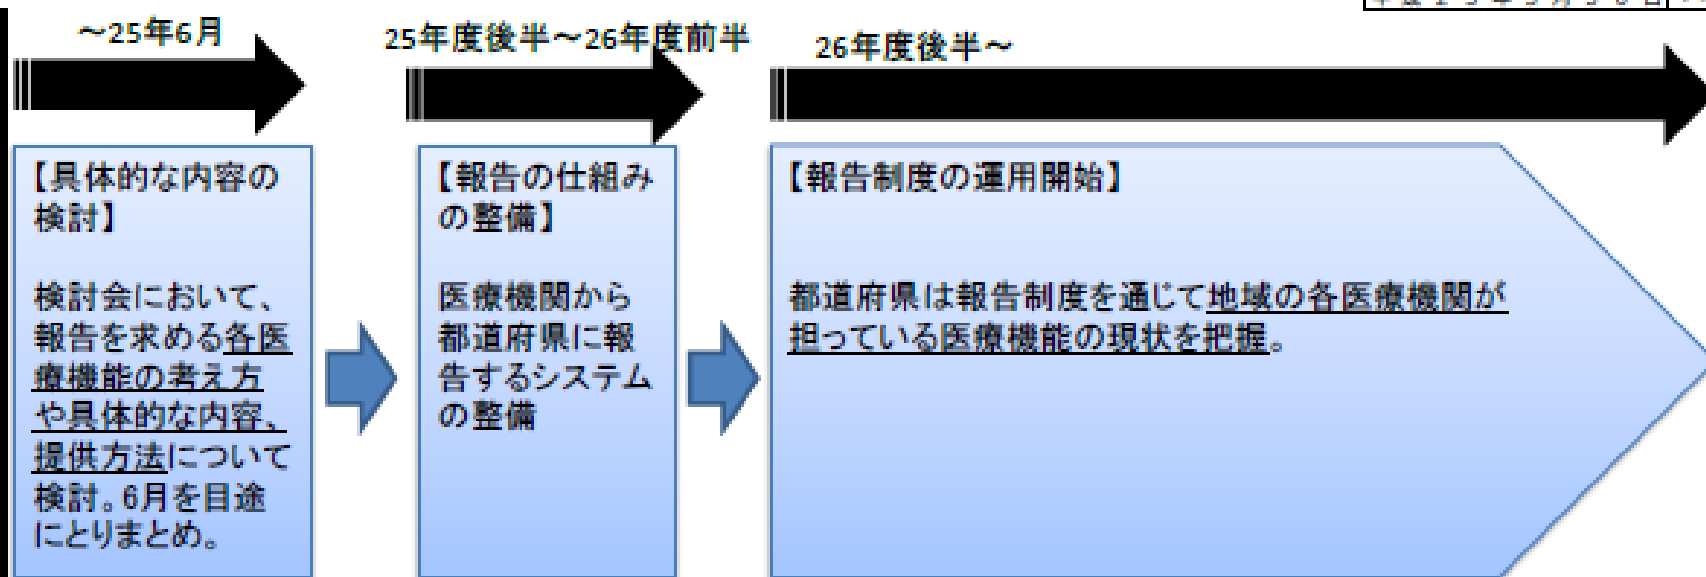 ～25年6月
25年度後半～26年度前半
26年度後半～
【具体的な内容の
検討】
検討会において、
報告を求める各医
療機能の考え方
や具体的な内容、
提供方法について
検討。6月を目途
にとりまとめ。
【報告の仕組み
の整備】
医療機関から
都道府県に報
告するシステム
の整備
【報告制度の運用開始】
都道府県は報告制度を通じて地域の各医療機関が
担っている医療機能の現状を把握。